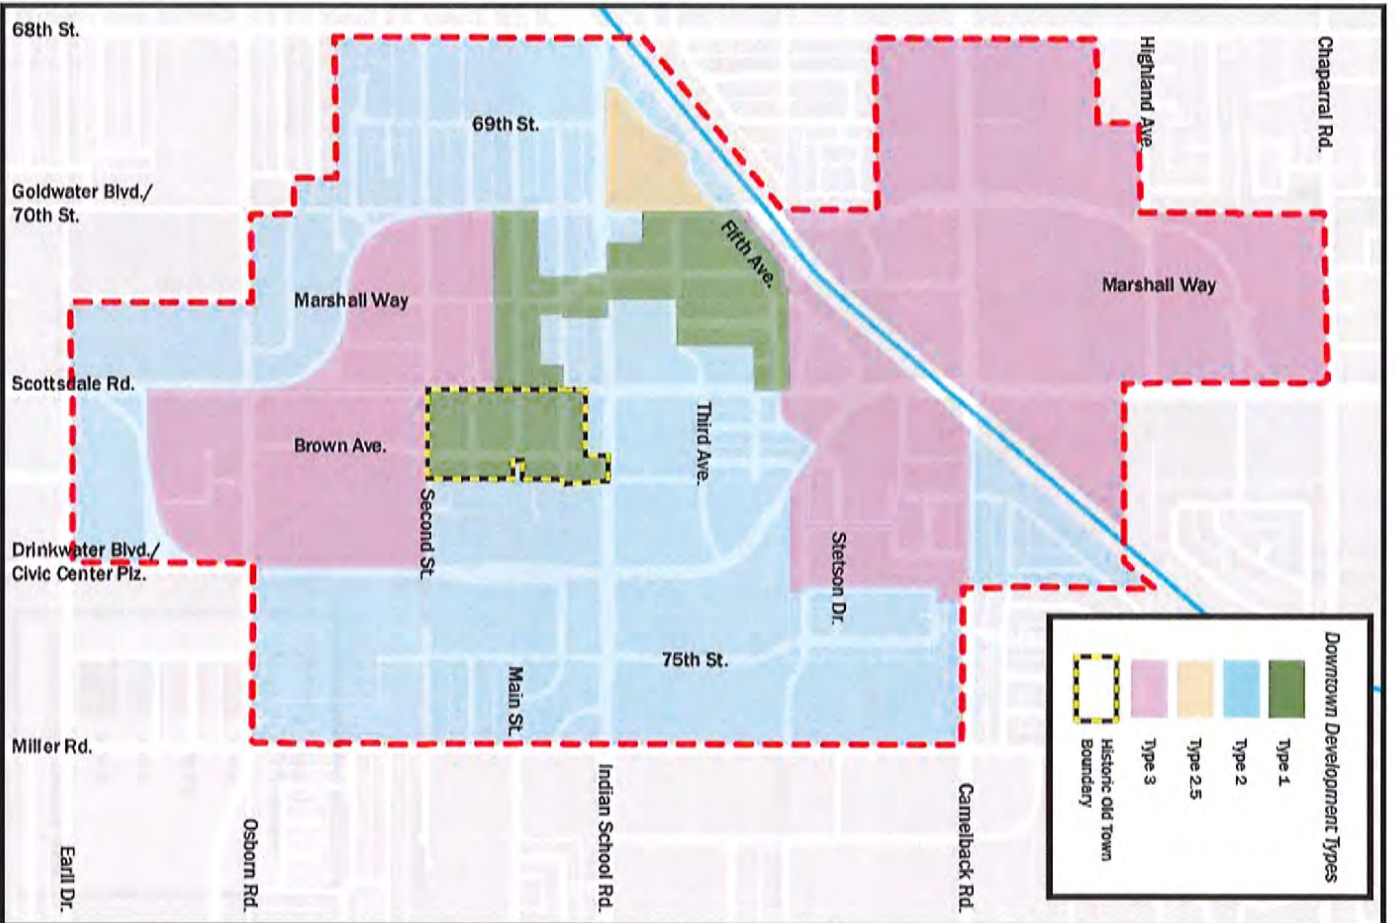 68th St.
69th St.
Goldwater Blvd./
70th St.
Marshall Way
Scottsdale Rd.
Brown Ave.
Drinkwater Blvd./
Civic Center Plz.
Miller Rd.
Earll Dr.
Osborn Rd.
Second St.
Main St.
Indian School Rd.
75th St.
Third Ave.
Fifth Ave.
Stetson Dr.
Camelback Rd.
Marshall Way
Highland Ave.
Chaparral Rd.
Downtown Development Types
Type 1
Type 2
Type 2.5
Type 3
Historic Old Town
Boundary